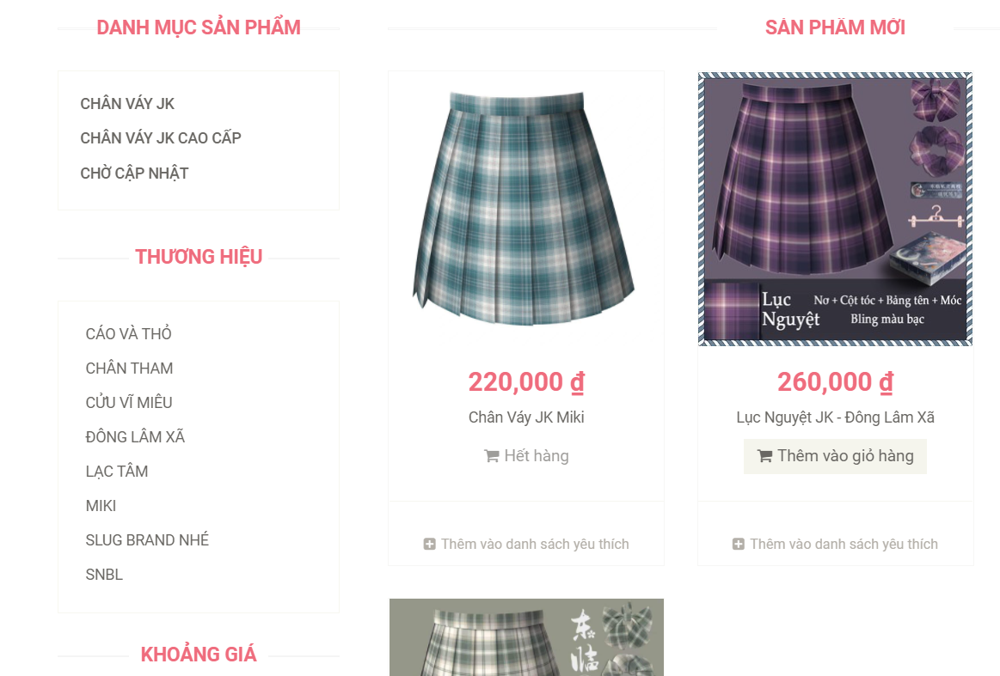 DANH MỤC SẢN PHẨM
CHÂN VÁY JK
CHÂN VÁY JK CAO CẤP
CHỜ CẬP NHẬT
THƯƠNG HIỆU
CÁO VÀ THỎ
CHÂN THAM
CỬU VĨ MIÊU
ĐÔNG LÂM XÃ
LẠC TÂM
MIKI
SLUG BRAND NHÉ
SNBL
KHOẢNG GIÁ
SẢN PHẨM MỚI
220,000 ₫
Chân Váy JK Miki
Hết hàng
Thêm vào danh sách yêu thích
Lục
Nguyệt
Nơ + Cột tóc + Bảng tên + Móc
Bling màu bạc
260,000 ₫
Lục Nguyệt JK - Đông Lâm Xã
Thêm vào giỏ hàng
Thêm vào danh sách yêu thích
东
临